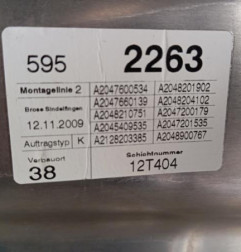 595 2263
Montagelinie 2 A2047600534 A2048201902
Brose Sindelfingen A2047660139 A2048204102
A2048210751 A2047200179
12.11.2009 A2045409535 A2047201535
Auftragstyp K A2128203385 A2048900767
Verbauort Schichtnummer
38 12T404